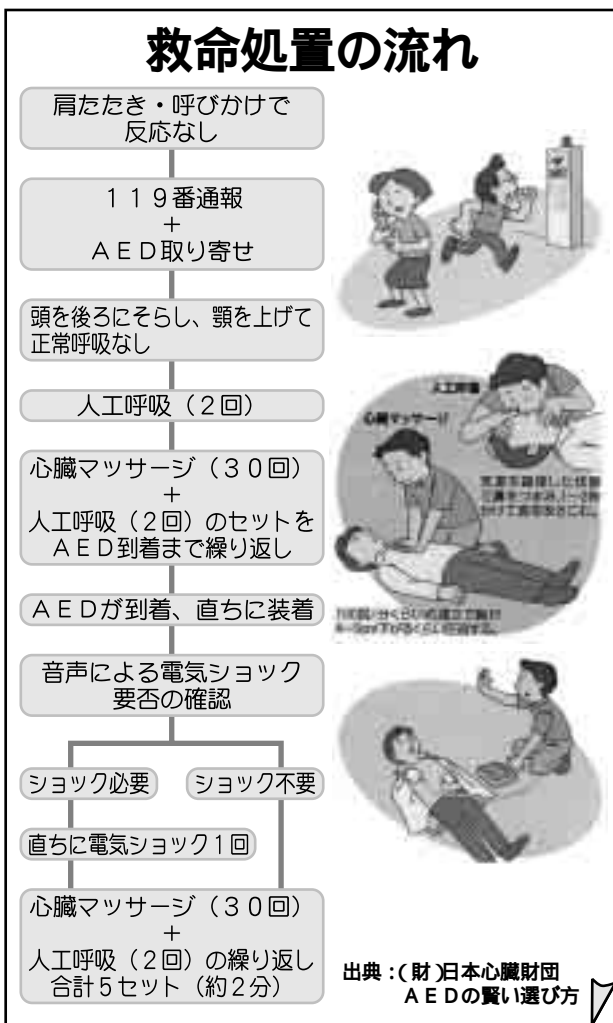 救命処置の流れ
肩たたき・呼びかけで
反応なし
119番通報
+
AED取り寄せ
頭を後ろにそらし、顎を上げて
正常呼吸なし
人工呼吸(2回)
心臓マッサージ(30回)
+
人工呼吸(2回)のセットを
AED到着まで繰り返し
AEDが到着、直ちに装着
音声による電気ショック
要否の確認
ショック必要
ショック不要
直ちに電気ショック1回
心臓マッサージ(30回)
+
人工呼吸(2回)の繰り返し
合計5セット(約2分)
人工呼吸
心臓マッサージ
出典:(財)日本心臓財団
AEDの賢い選び方